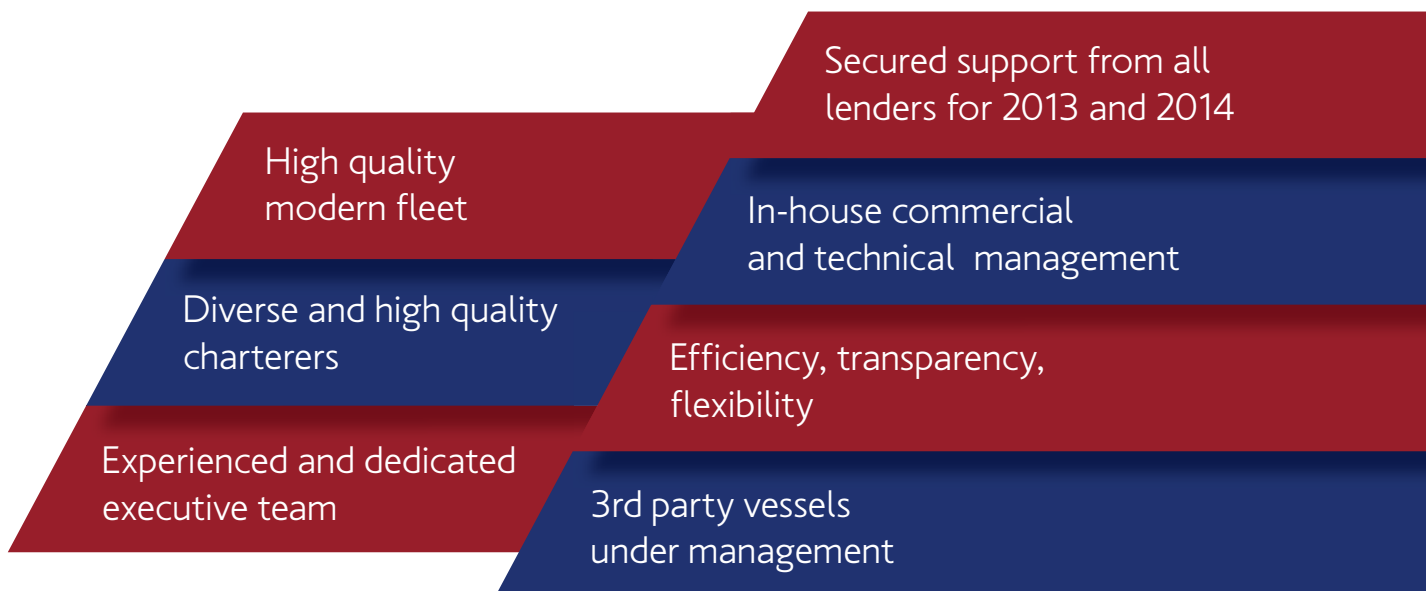 High quality
modern fleet
Diverse and high quality
charterers
Experienced and dedicated
executive team
Secured support from all
lenders for 2013 and 2014
In-house commercial
and technical  management
Efficiency, transparency,
flexibility
3rd party vessels
under management